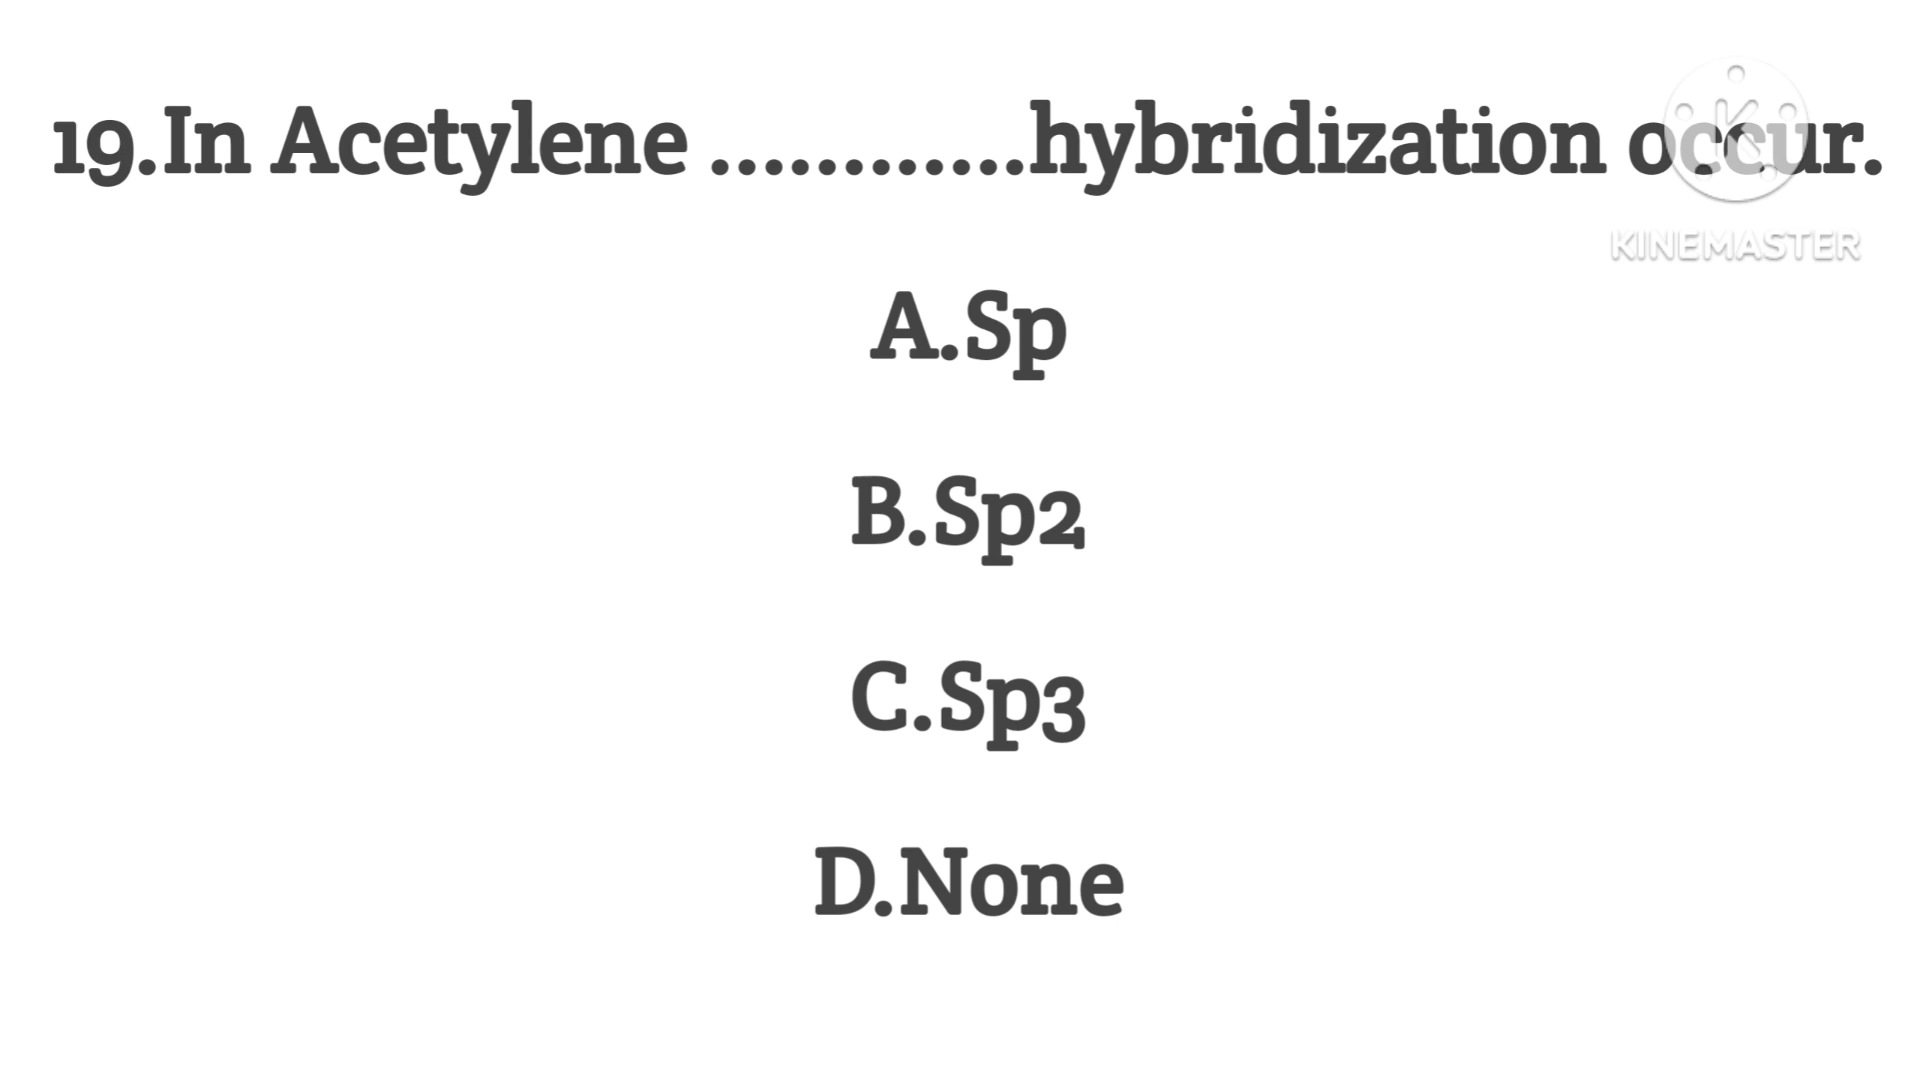 19.In Acetylene ............hybridization occur.
KINEMASTER
A.Sp
B.Sp2
C.Sp3
D.None